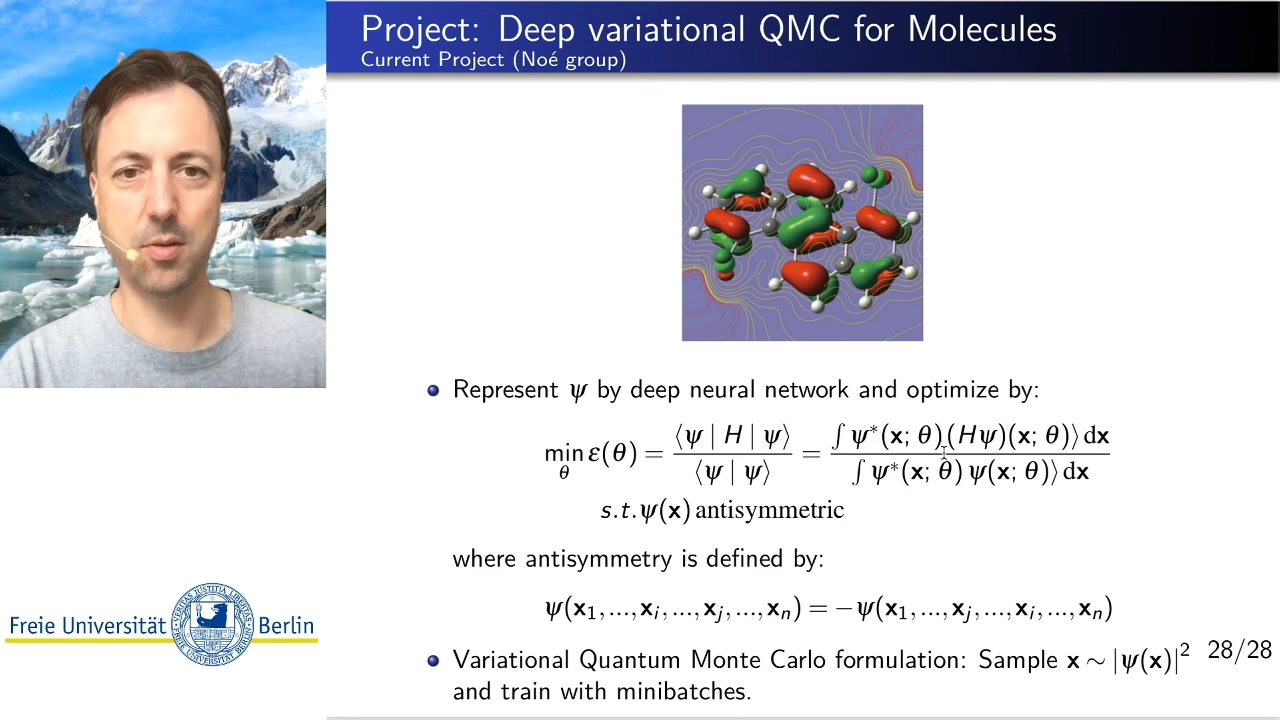 Project: Deep variational QMC for Molecules
Current Project (Noé group)
Represent ψ by deep neural network and optimize by:
min_θ ε(θ) = ⟨ψ | H | ψ⟩ / ⟨ψ | ψ⟩ = ∫ ψ*(x; θ)(Hψ)(x; θ)⟩ dx / ∫ ψ*(x; θ) ψ(x; θ)⟩ dx
s.t. ψ(x) antisymmetric
where antisymmetry is defined by:
ψ(x₁, ..., xᵢ, ..., xⱼ, ..., xₙ) = −ψ(x₁, ..., xⱼ, ..., xᵢ, ..., xₙ)
Variational Quantum Monte Carlo formulation: Sample x ∼ |ψ(x)|²
and train with minibatches.
28/28
Freie Universität Berlin